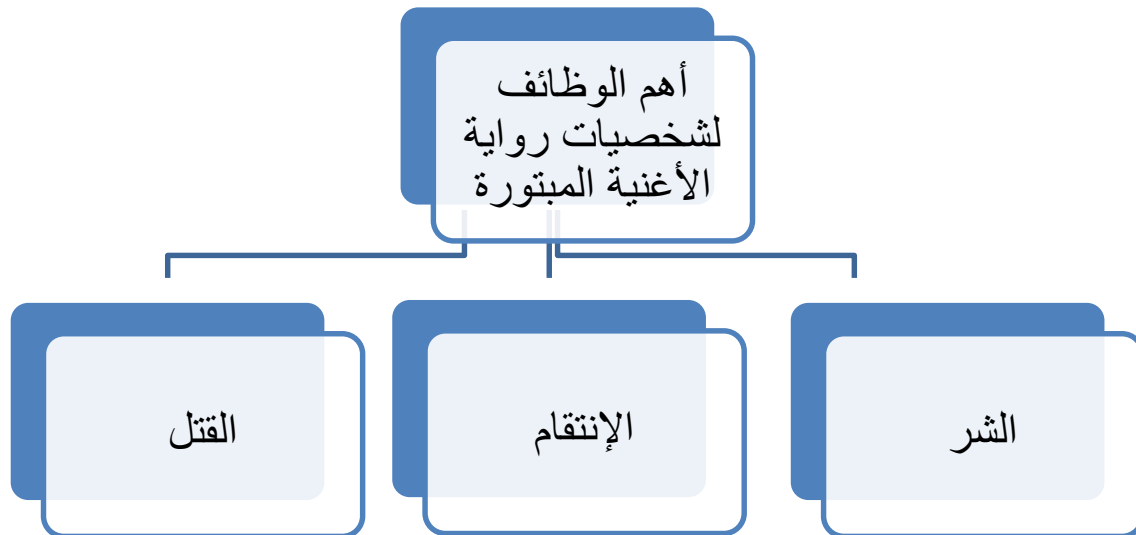 أهم الوظائف
لشخصيات رواية
الأغنية المبتورة
الشر
الإنتقام
القتل